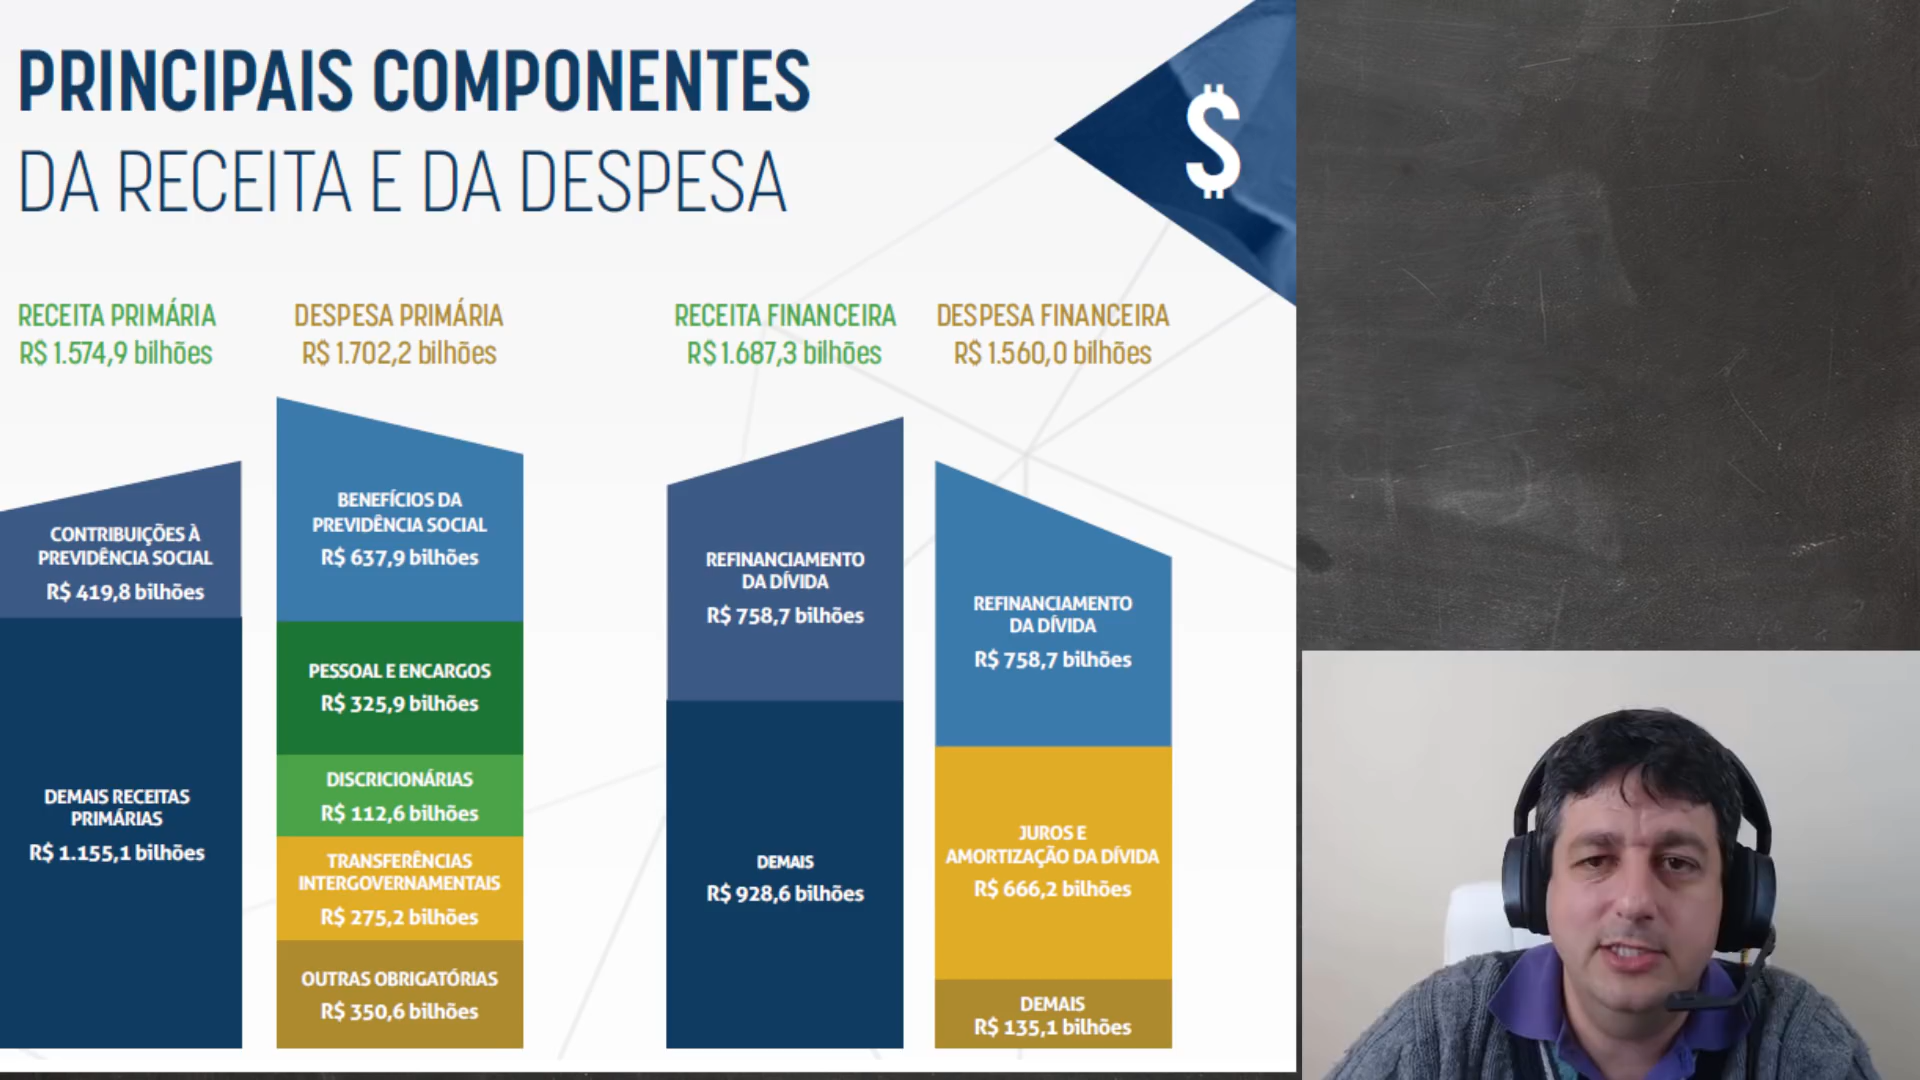 PRINCIPAIS COMPONENTES
DA RECEITA E DA DESPESA
$
RECEITA PRIMÁRIA
R$ 1.574,9 bilhões
CONTRIBUIÇÕES À
PREVIDÊNCIA SOCIAL
R$ 419,8 bilhões
DEMAIS RECEITAS
PRIMÁRIAS
R$ 1.155,1 bilhões
DESPESA PRIMÁRIA
R$ 1.702,2 bilhões
BENEFÍCIOS DA
PREVIDÊNCIA SOCIAL
R$ 637,9 bilhões
PESSOAL E ENCARGOS
R$ 325,9 bilhões
DISCRICIONÁRIAS
R$ 112,6 bilhões
TRANSFERÊNCIAS
INTERGOVERNAMENTAIS
R$ 275,2 bilhões
OUTRAS OBRIGATÓRIAS
R$ 350,6 bilhões
RECEITA FINANCEIRA
R$ 1.687,3 bilhões
REFINANCIAMENTO
DA DÍVIDA
R$ 758,7 bilhões
DEMAIS
R$ 928,6 bilhões
DESPESA FINANCEIRA
R$ 1.560,0 bilhões
REFINANCIAMENTO
DA DÍVIDA
R$ 758,7 bilhões
JUROS E
AMORTIZAÇÃO DA DÍVIDA
R$ 666,2 bilhões
DEMAIS
R$ 135,1 bilhões